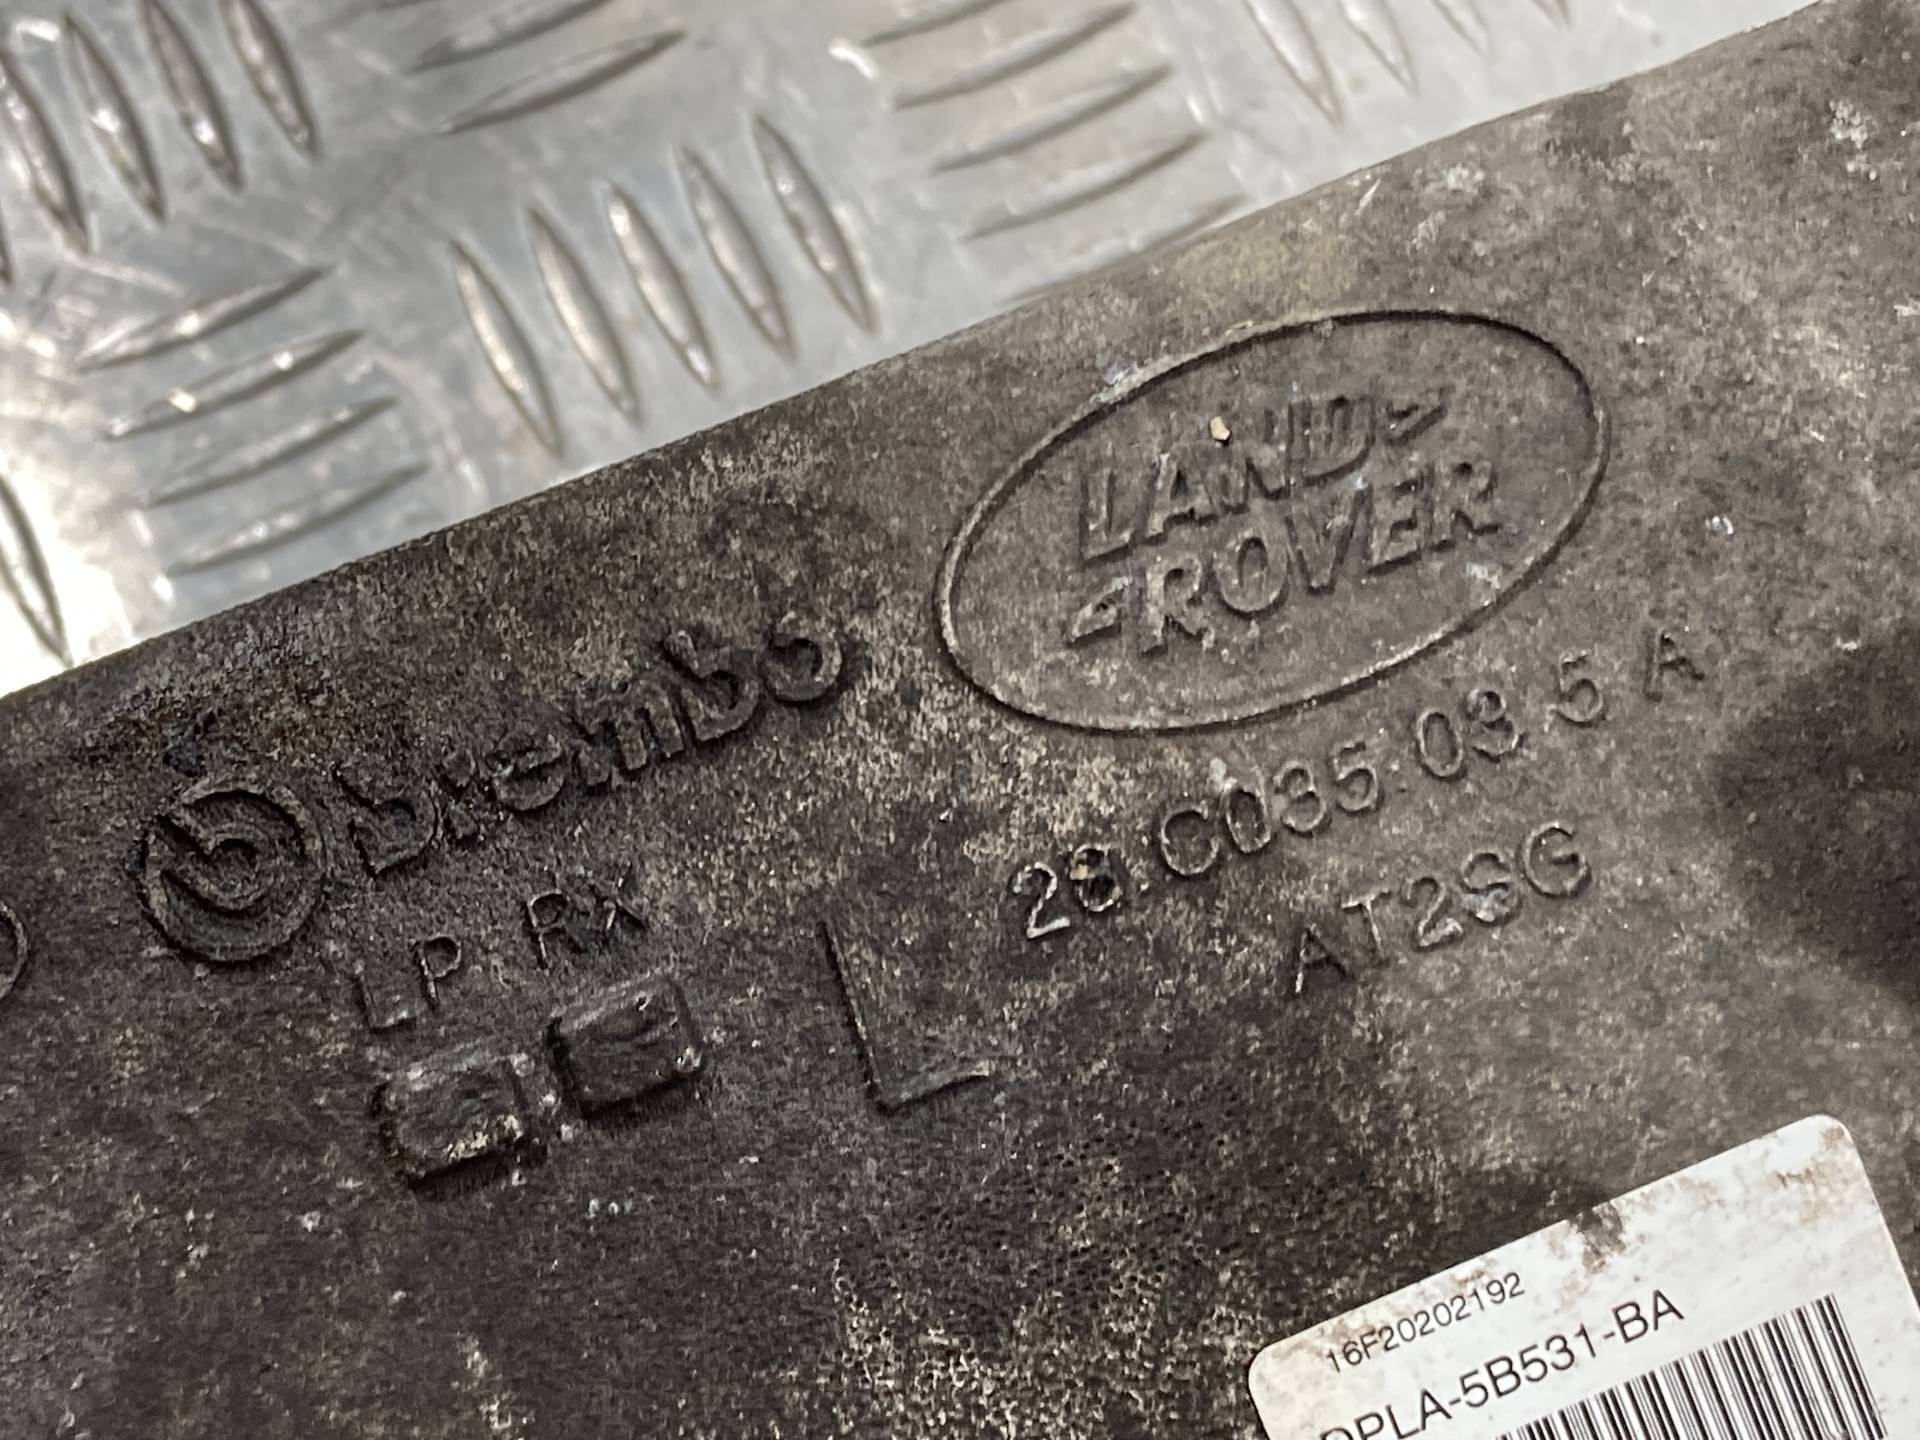 LAND
ROVER
brembo
28.C035.03 5 A
LP RX
AT2SG
L
16F20202192
DPLA-5B531-BA